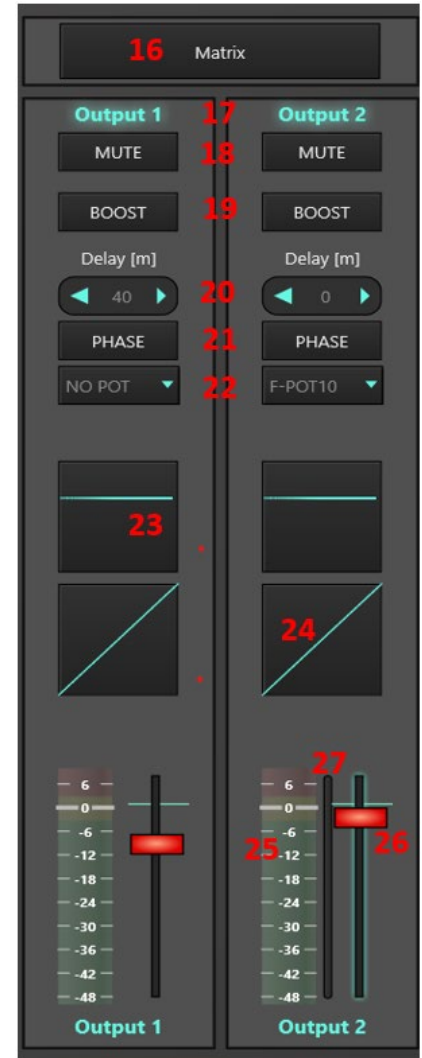 16 Matrix
Output 1 17 Output 2
MUTE 18 MUTE
BOOST 19 BOOST
Delay [m] Delay [m]
40 20 0
PHASE 21 PHASE
NO POT 22 F-POT10
23
24
27
6 6
0 0
-6 -6 26
-12 25 -12
-18 -18
-24 -24
-30 -30
-36 -36
-42 -42
-48 -48
Output 1 Output 2